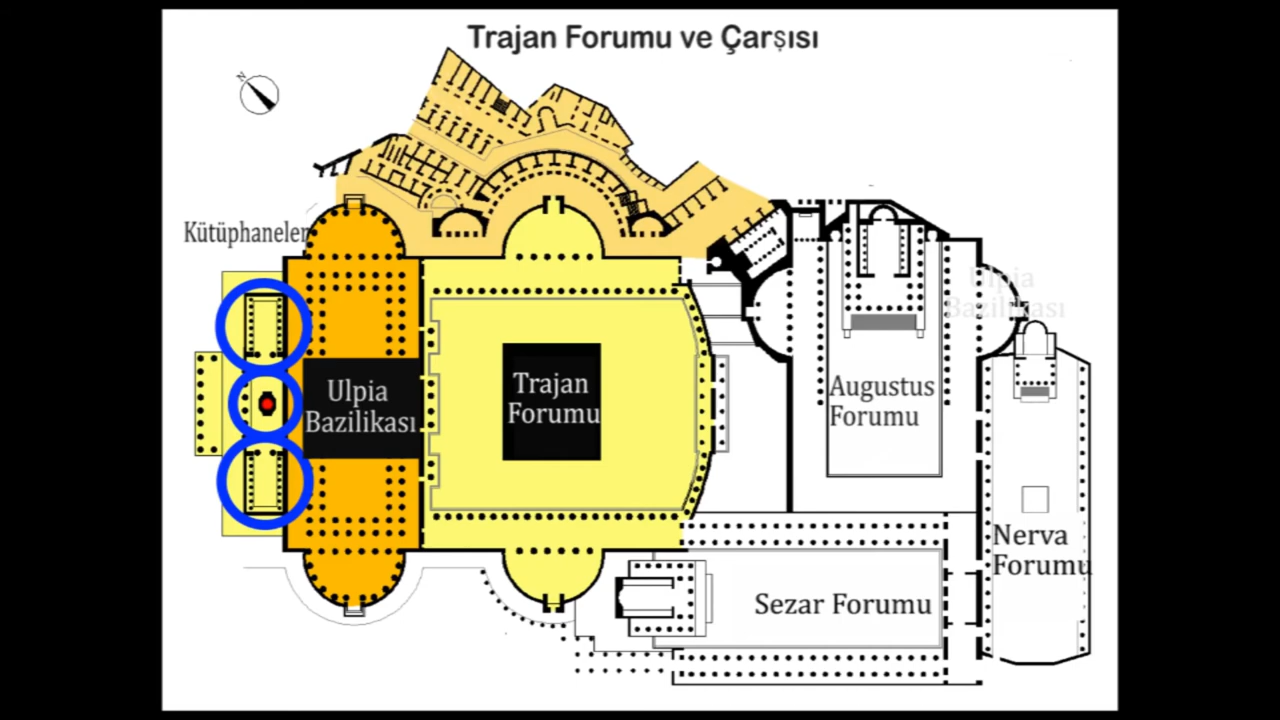 Trajan Forumu ve Çarşısı
N
Kütüphaneler
Ulpia
Bazilikası
Ulpia
Bazilikası
Trajan
Forumu
Augustus
Forumu
Nerva
Forumu
Sezar Forumu